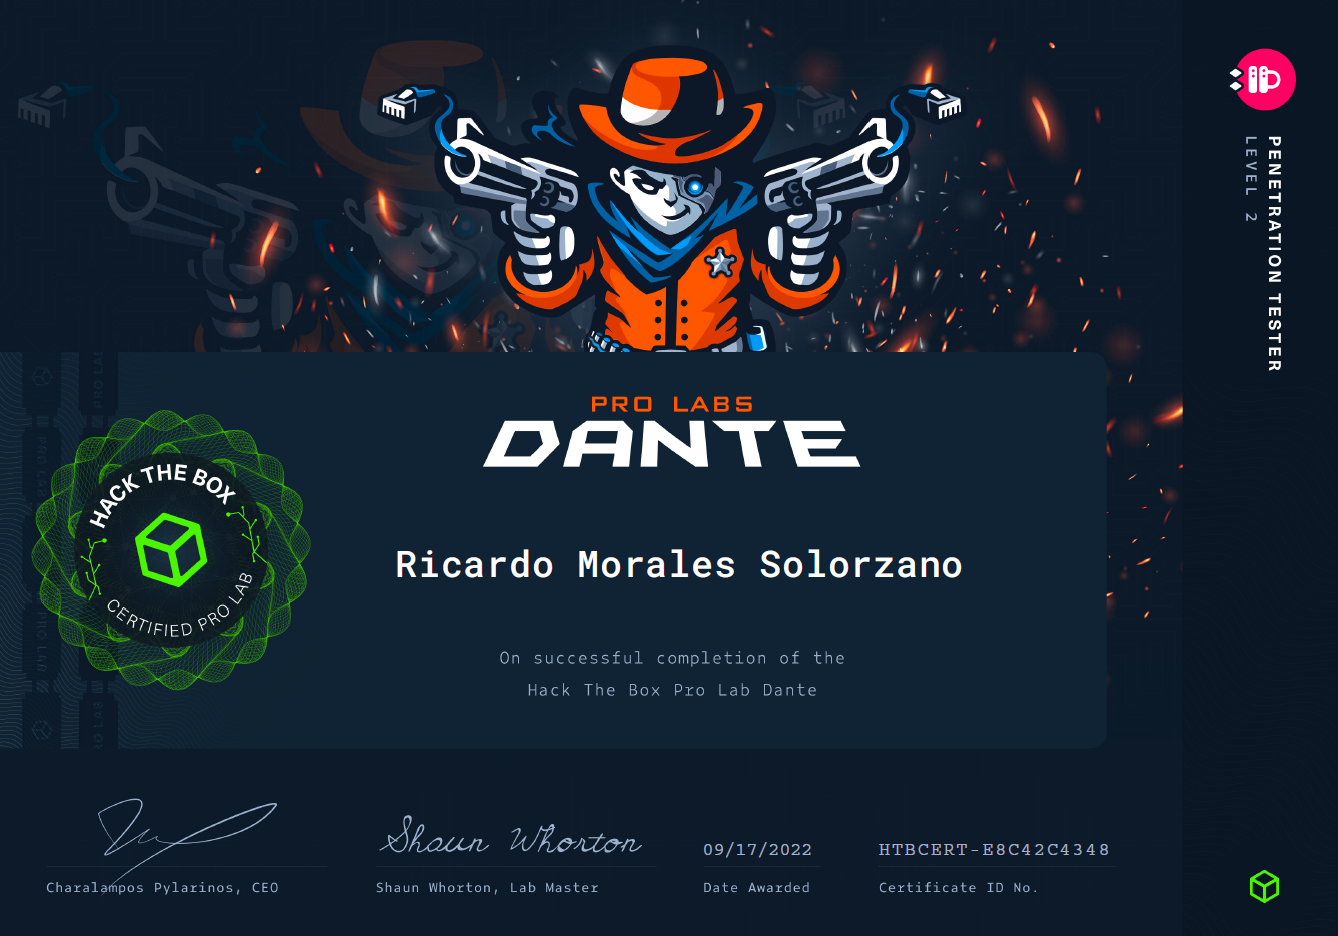 PENETRATION TESTER
LEVEL 2
PRO LABS
DANTE
HACK THE BOX
CERTIFIED PRO LAB
Ricardo Morales Solorzano
On successful completion of the
Hack The Box Pro Lab Dante
Shaun Whorton
09/17/2022
HTBCERT-E8C42C4348
Charalampos Pylarinos, CEO
Shaun Whorton, Lab Master
Date Awarded
Certificate ID No.